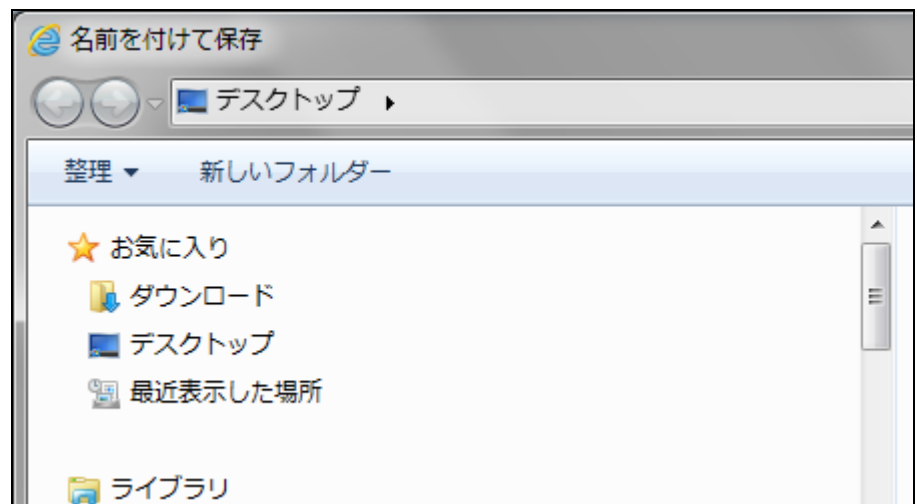 名前を付けて保存
デスクトップ
整理 新しいフォルダー
お気に入り
ダウンロード
デスクトップ
最近表示した場所
ライブラリ